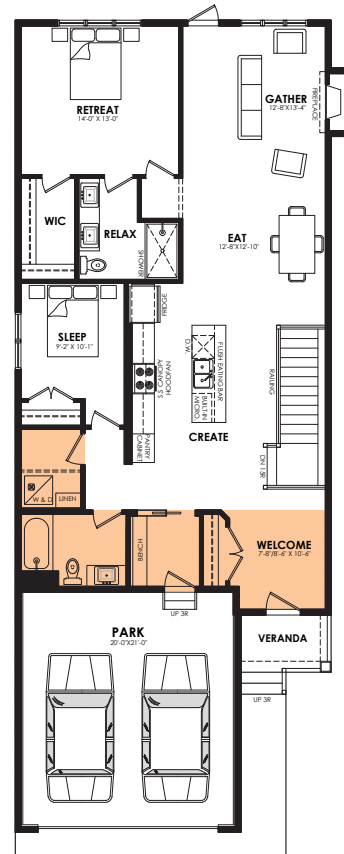 RETREAT
14'-0" X 13'-0"
GATHER
12'-8"X13'-4"
FIREPLACE
WIC
RELAX
SHOWER
EAT
12'-8"X12'-10"
SLEEP
9'-2" X 10'-1"
FRIDGE
S.S CANOPY
HOODFAN
D.W.
FLUSH EATING BAR
BUILT-IN
MICRO
PANTRY
CABINET
CREATE
RAILING
DN 15R
W & D
LINEN
BENCH
WELCOME
7'-8"/8'-6" X 10'-6"
UP 3R
PARK
20'-0"X21'-0"
VERANDA
UP 3R